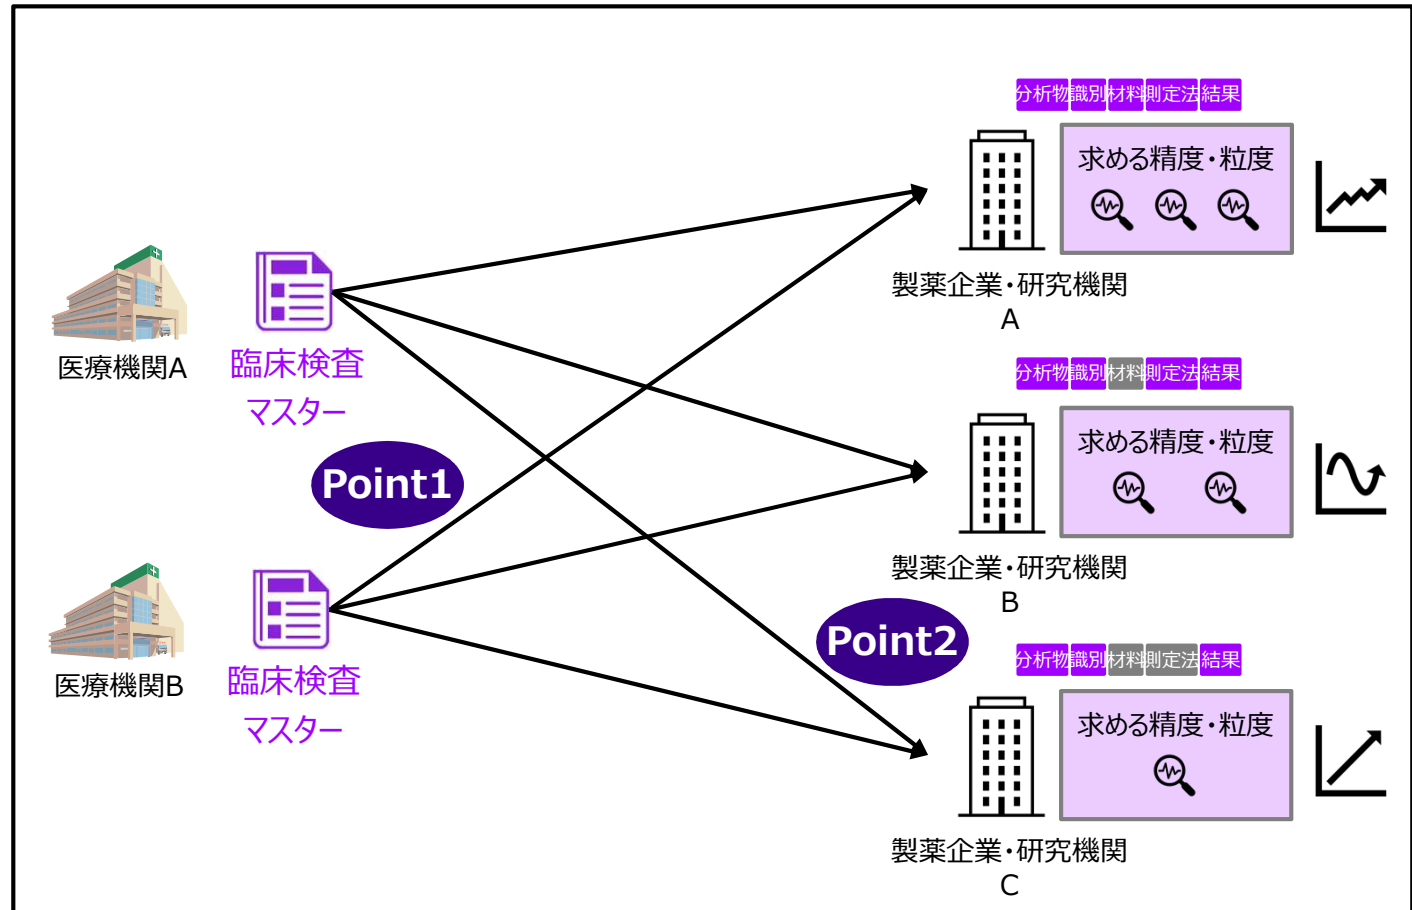 分析物 識別 材料 測定法 結果
求める精度・粒度
製薬企業・研究機関
A
医療機関A
臨床検査
マスター
分析物 識別 材料 測定法 結果
求める精度・粒度
Point1
製薬企業・研究機関
B
医療機関B
臨床検査
マスター
Point2
分析物 識別 材料 測定法 結果
求める精度・粒度
製薬企業・研究機関
C